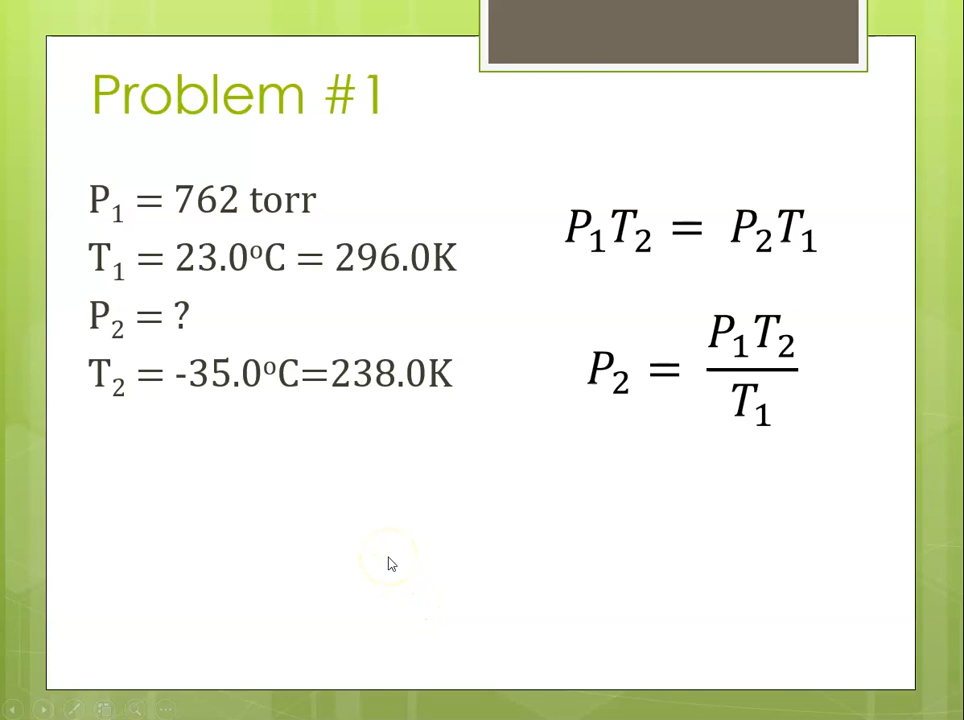 Problem #1
P₁ = 762 torr
T₁ = 23.0ºC = 296.0K
P₂ = ?
T₂ = -35.0ºC=238.0K
P₁T₂ = P₂T₁
P₂ = P₁T₂ / T₁